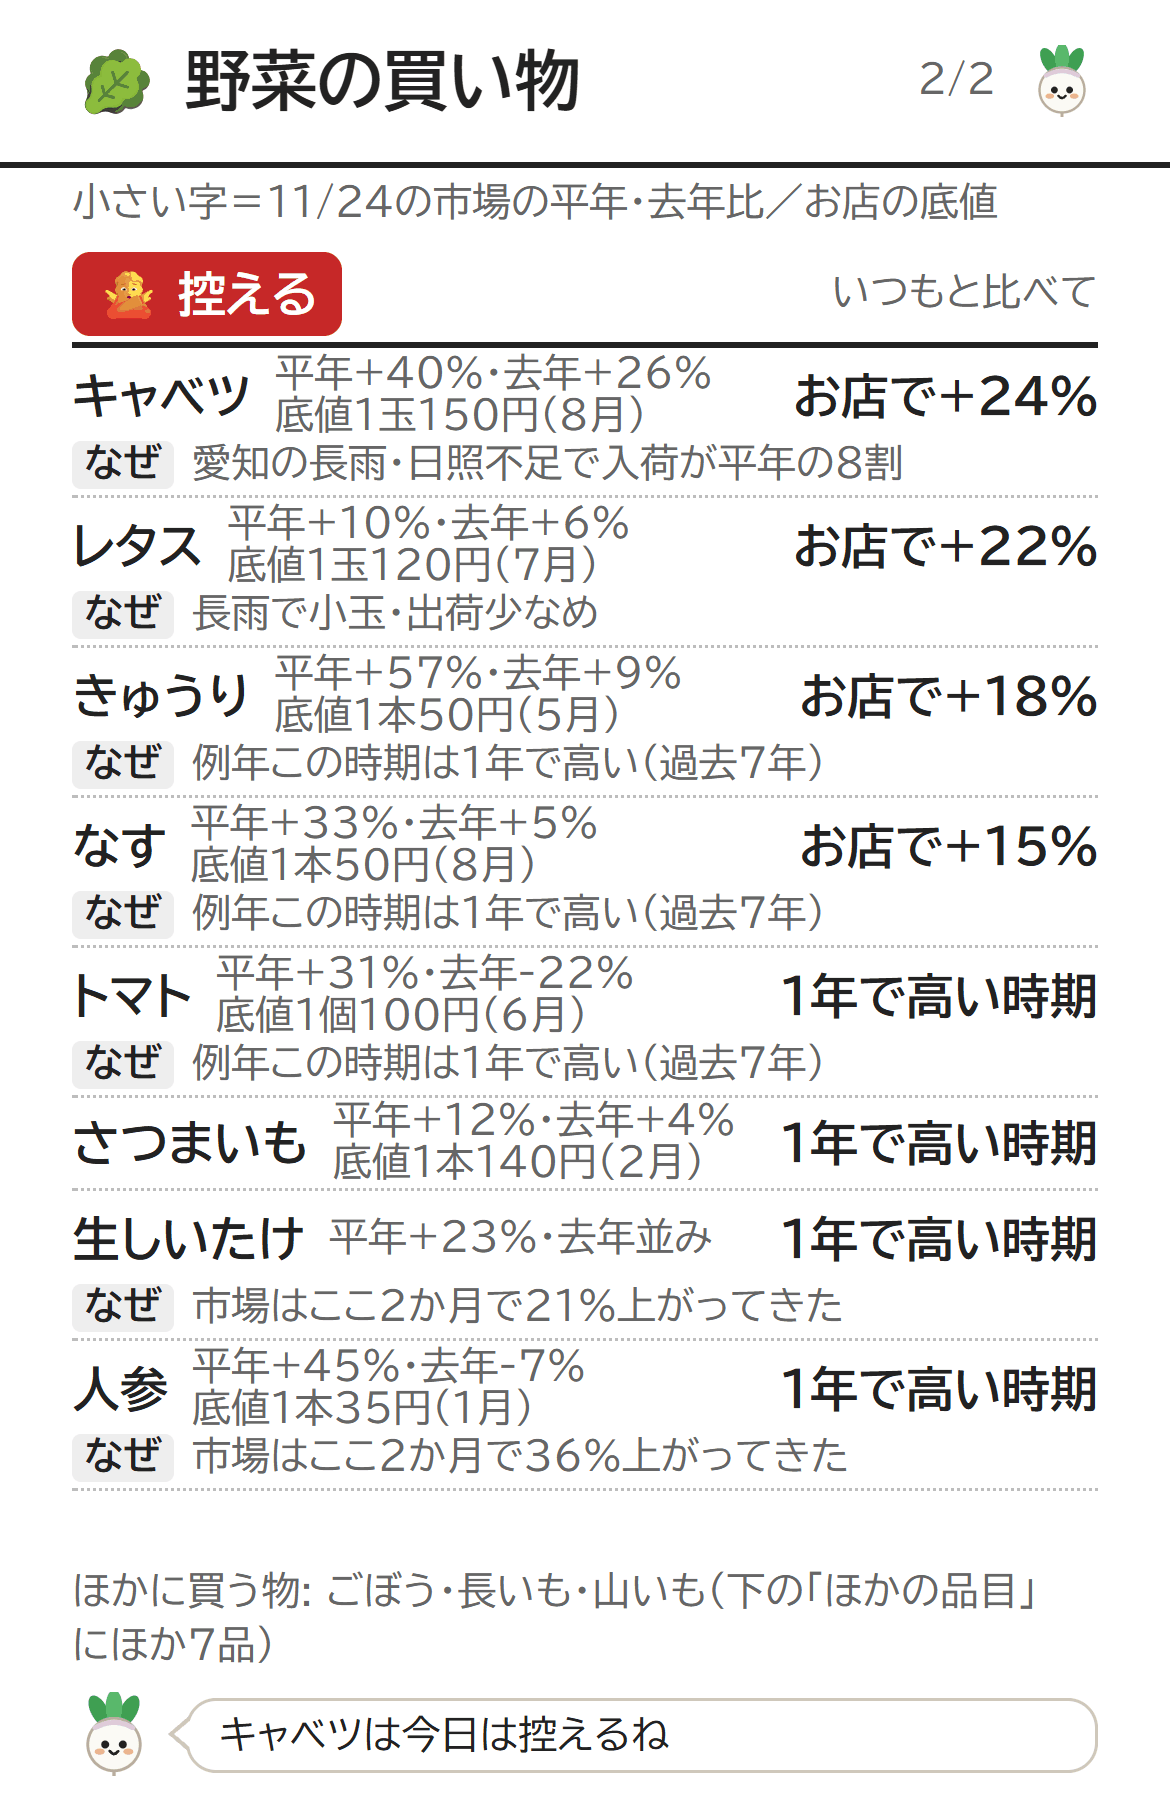 野菜の買い物
2/2
小さい字＝11/24の市場の平年・去年比／お店の底値
控える
いつもと比べて
キャベツ
平年+40%・去年+26%
底値1玉150円(8月)
お店で+24%
なぜ 愛知の長雨・日照不足で入荷が平年の8割
レタス
平年+10%・去年+6%
底値1玉120円(7月)
お店で+22%
なぜ 長雨で小玉・出荷少なめ
きゅうり
平年+57%・去年+9%
底値1本50円(5月)
お店で+18%
なぜ 例年この時期は1年で高い(過去7年)
なす
平年+33%・去年+5%
底値1本50円(8月)
お店で+15%
なぜ 例年この時期は1年で高い(過去7年)
トマト
平年+31%・去年-22%
底値1個100円(6月)
1年で高い時期
なぜ 例年この時期は1年で高い(過去7年)
さつまいも
平年+12%・去年+4%
底値1本140円(2月)
1年で高い時期
生しいたけ
平年+23%・去年並み
1年で高い時期
なぜ 市場はここ2か月で21%上がってきた
人参
平年+45%・去年-7%
底値1本35円(1月)
1年で高い時期
なぜ 市場はここ2か月で36%上がってきた
ほかに買う物: ごぼう・長いも・山いも(下の「ほかの品目」
にほか7品)
キャベツは今日は控えるね